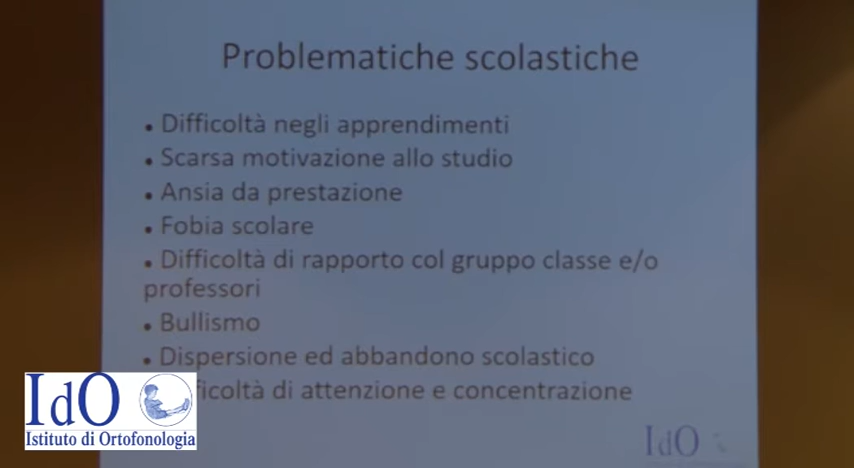 Problematiche scolastiche
• Difficoltà negli apprendimenti
• Scarsa motivazione allo studio
• Ansia da prestazione
• Fobia scolare
• Difficoltà di rapporto col gruppo classe e/o
professori
• Bullismo
• Dispersione ed abbandono scolastico
ficoltà di attenzione e concentrazione
IdO
Istituto di Ortofonologia
IdO